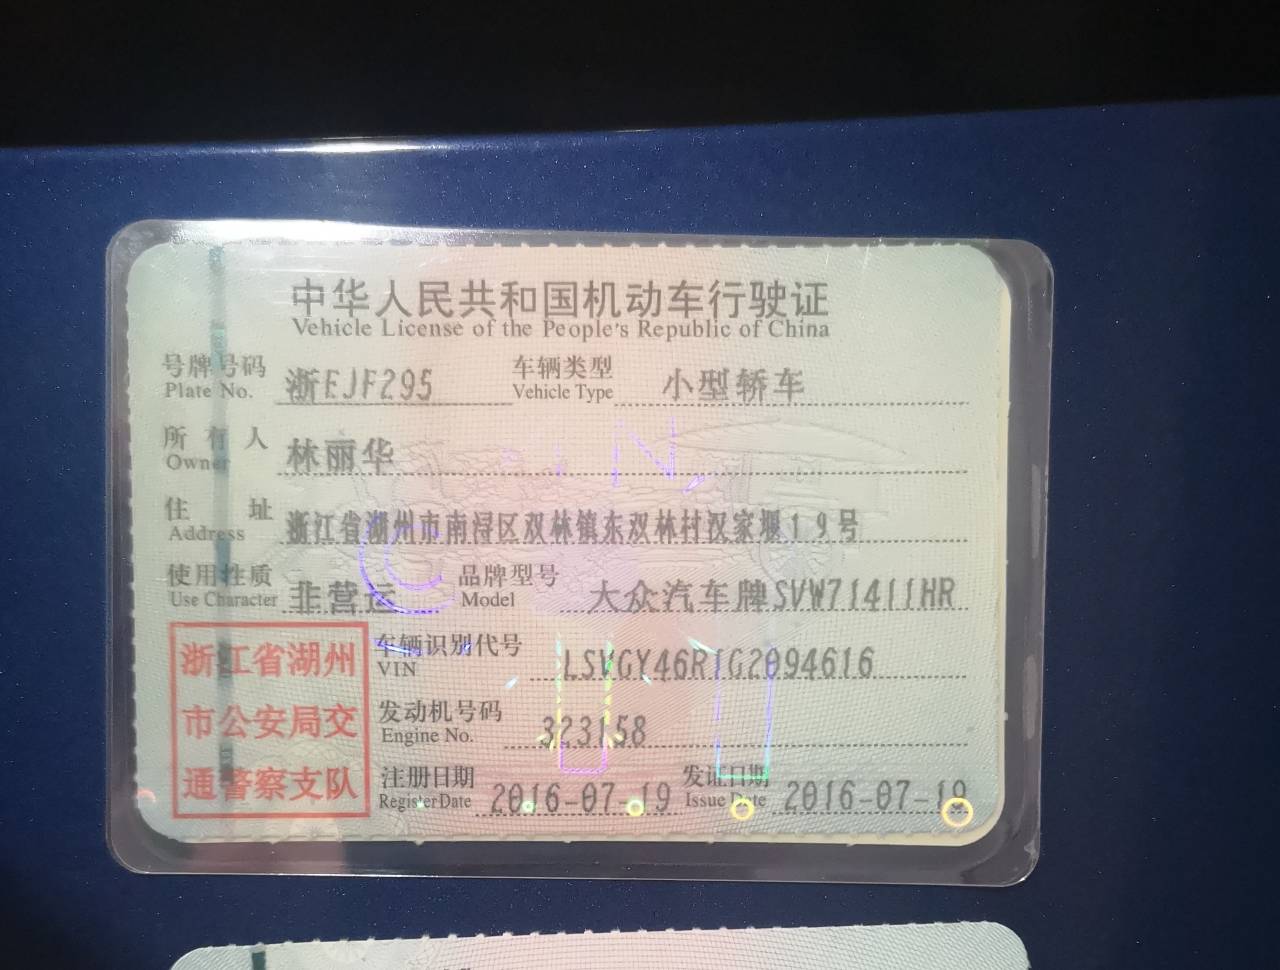 中华人民共和国机动车行驶证
Vehicle License of the People's Republic of China
号牌号码 浙EJF295 车辆类型 小型轿车
Plate No. Vehicle Type
所有人 林丽华
Owner
住址 浙江省湖州市南浔区双林镇东双林村汉家堰19号
Address
使用性质 非营运 品牌型号 大众汽车牌SVW71411HR
Use Character Model
浙江省湖州
市公安局交
通警察支队
车辆识别代号 LSVGY46R1G2094616
VIN
发动机号码 323158
Engine No.
注册日期 2016-07-19 发证日期 2016-07-19
Register Date Issue Date